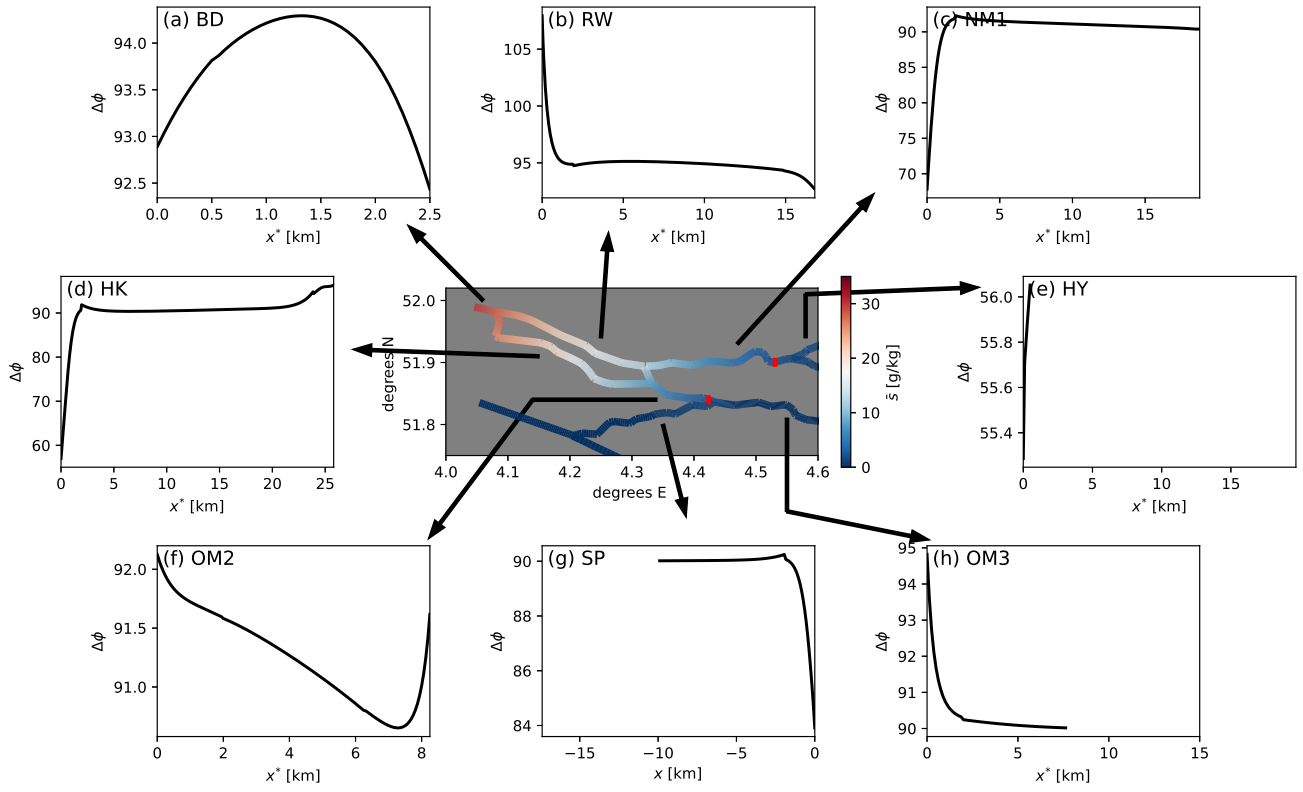 (a) BD
94.0
93.5
93.0
92.5
Δϕ
0.0 0.5 1.0 1.5 2.0 2.5
x* [km]
(b) RW
105
100
95
Δϕ
0 5 10 15
x* [km]
(c) NM1
90
85
80
75
70
Δϕ
0 5 10 15
x* [km]
(d) HK
90
80
70
60
Δϕ
0 5 10 15 20 25
x* [km]
52.0
51.9
51.8
degrees N
4.0 4.1 4.2 4.3 4.4 4.5 4.6
degrees E
30
20
10
0
s̄ [g/kg]
(e) HY
56.0
55.8
55.6
55.4
Δϕ
0 5 10 15
x* [km]
(f) OM2
92.0
91.5
91.0
Δϕ
0 2 4 6 8
x* [km]
(g) SP
90
88
86
84
Δϕ
−15 −10 −5 0
x [km]
(h) OM3
95
94
93
92
91
90
Δϕ
0 5 10 15
x* [km]